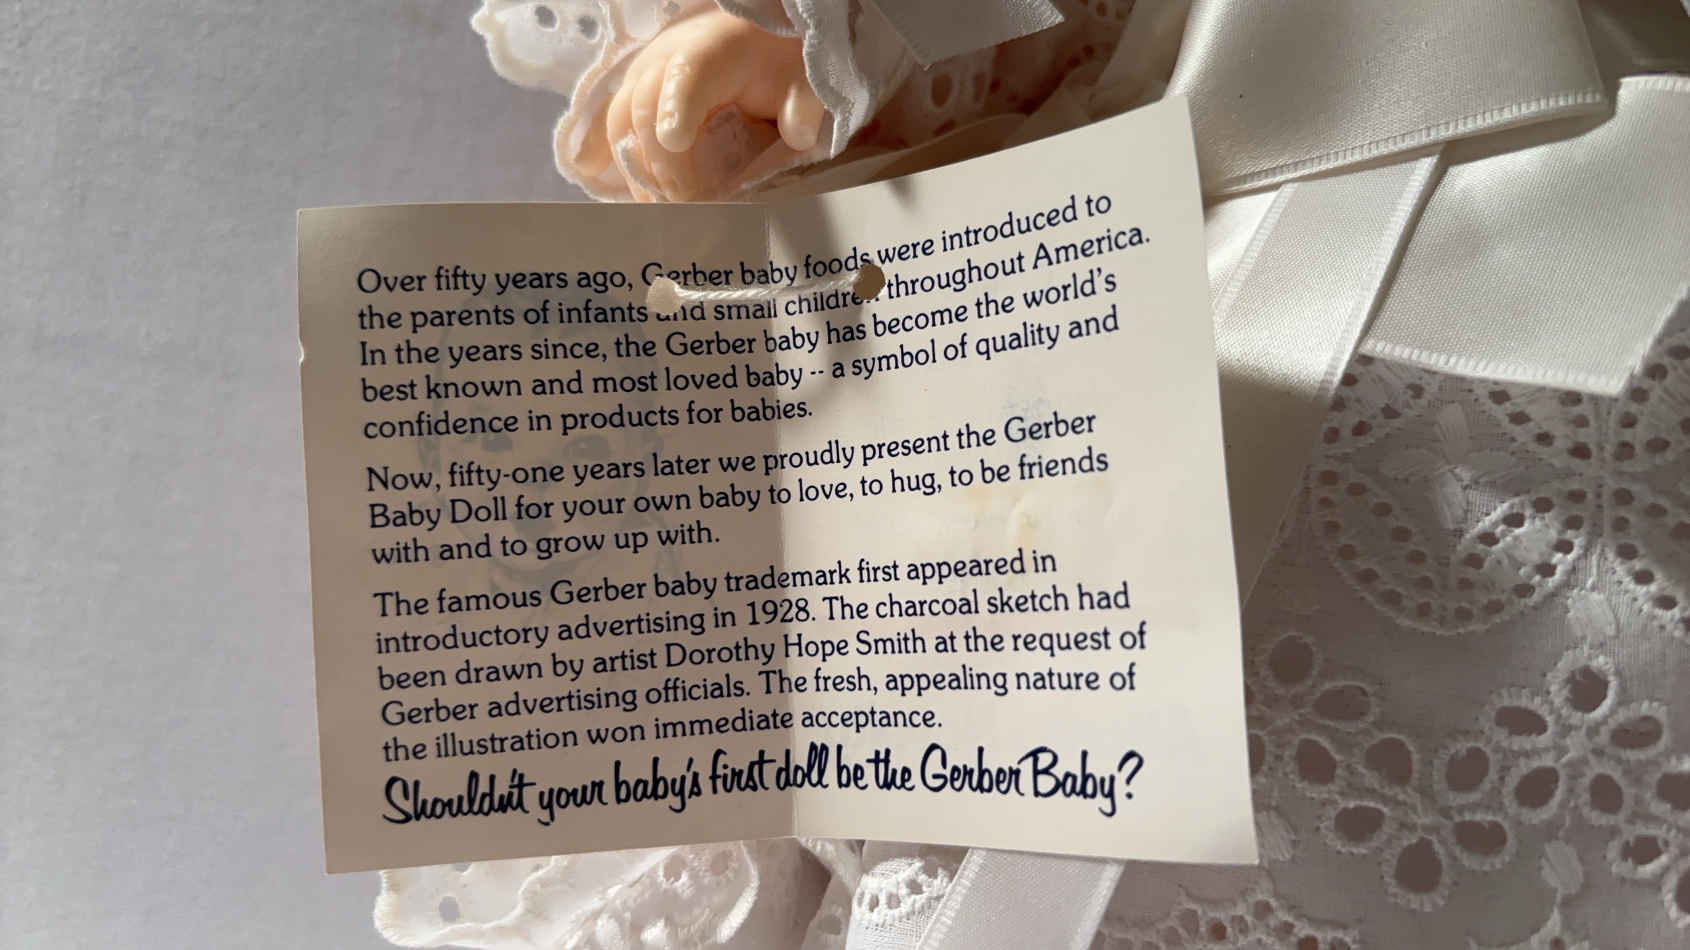 Over fifty years ago, Gerber baby foods were introduced to
the parents of infants and small children throughout America.
In the years since, the Gerber baby has become the world's
best known and most loved baby -- a symbol of quality and
confidence in products for babies.
Now, fifty-one years later we proudly present the Gerber
Baby Doll for your own baby to love, to hug, to be friends
with and to grow up with.
The famous Gerber baby trademark first appeared in
introductory advertising in 1928. The charcoal sketch had
been drawn by artist Dorothy Hope Smith at the request of
Gerber advertising officials. The fresh, appealing nature of
the illustration won immediate acceptance.
Shouldn't your baby's first doll be the Gerber Baby?